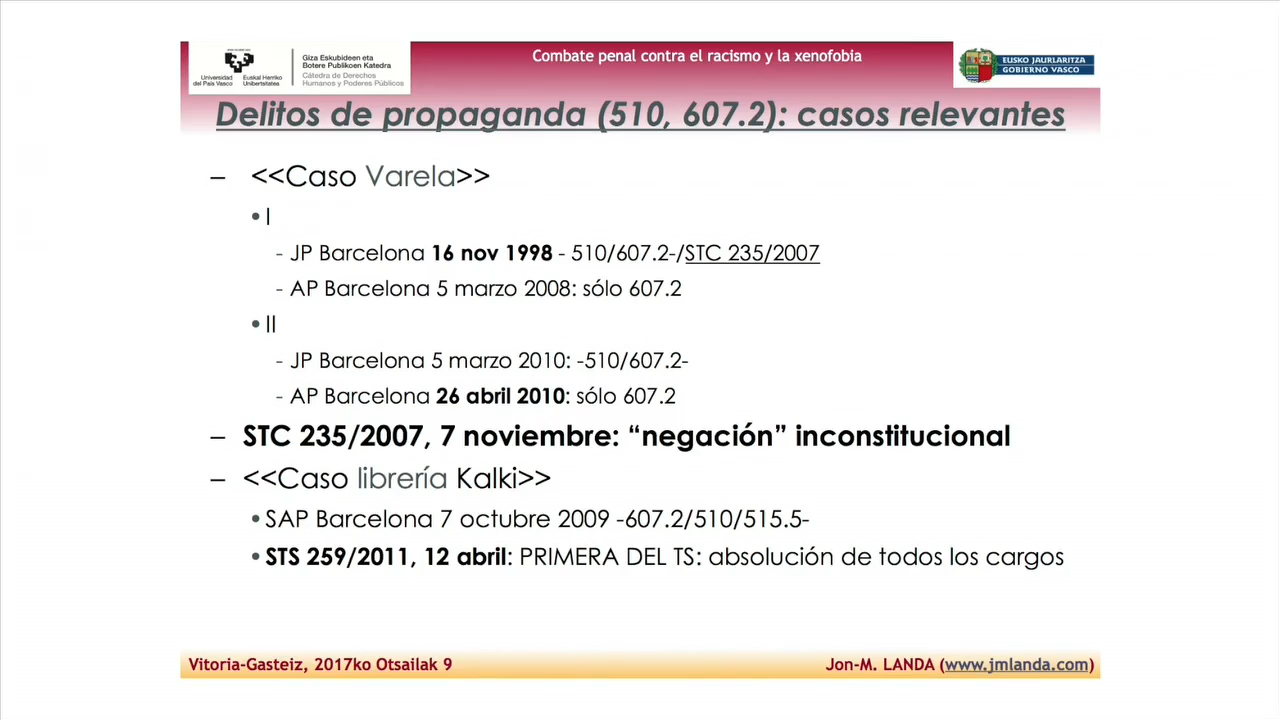 Combate penal contra el racismo y la xenofobia
Universidad del País Vasco
Euskal Herriko Unibertsitatea
Giza Eskubideen eta
Botere Publikoen Katedra
Cátedra de Derechos
Humanos y Poderes Públicos
EUSKO JAURLARITZA
GOBIERNO VASCO
Delitos de propaganda (510, 607.2): casos relevantes
– <<Caso Varela>>
• I
- JP Barcelona 16 nov 1998 - 510/607.2-/STC 235/2007
- AP Barcelona 5 marzo 2008: sólo 607.2
• II
- JP Barcelona 5 marzo 2010: -510/607.2-
- AP Barcelona 26 abril 2010: sólo 607.2
– STC 235/2007, 7 noviembre: “negación” inconstitucional
– <<Caso librería Kalki>>
• SAP Barcelona 7 octubre 2009 -607.2/510/515.5-
• STS 259/2011, 12 abril: PRIMERA DEL TS: absolución de todos los cargos
Vitoria-Gasteiz, 2017ko Otsailak 9
Jon-M. LANDA (www.jmlanda.com)